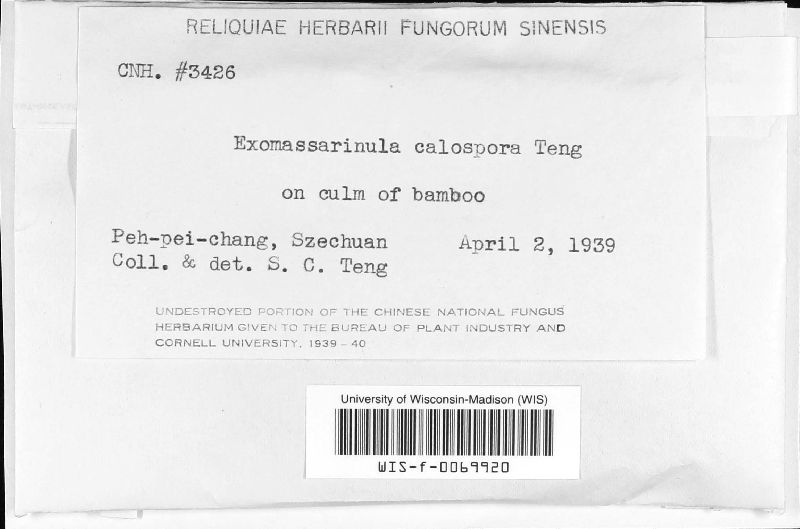 RELIQUIAE HERBARII FUNGORUM SINENSIS
CNH. #3426
Exomassarinula calospora Teng
on culm of bamboo
Peh-pei-chang, Szechuan April 2, 1939
Coll. & det. S. C. Teng
UNDESTROYED PORTION OF THE CHINESE NATIONAL FUNGUS
HERBARIUM GIVEN TO THE BUREAU OF PLANT INDUSTRY AND
CORNELL UNIVERSITY, 1939-40
University of Wisconsin-Madison (WIS)
WIS-f-0069920